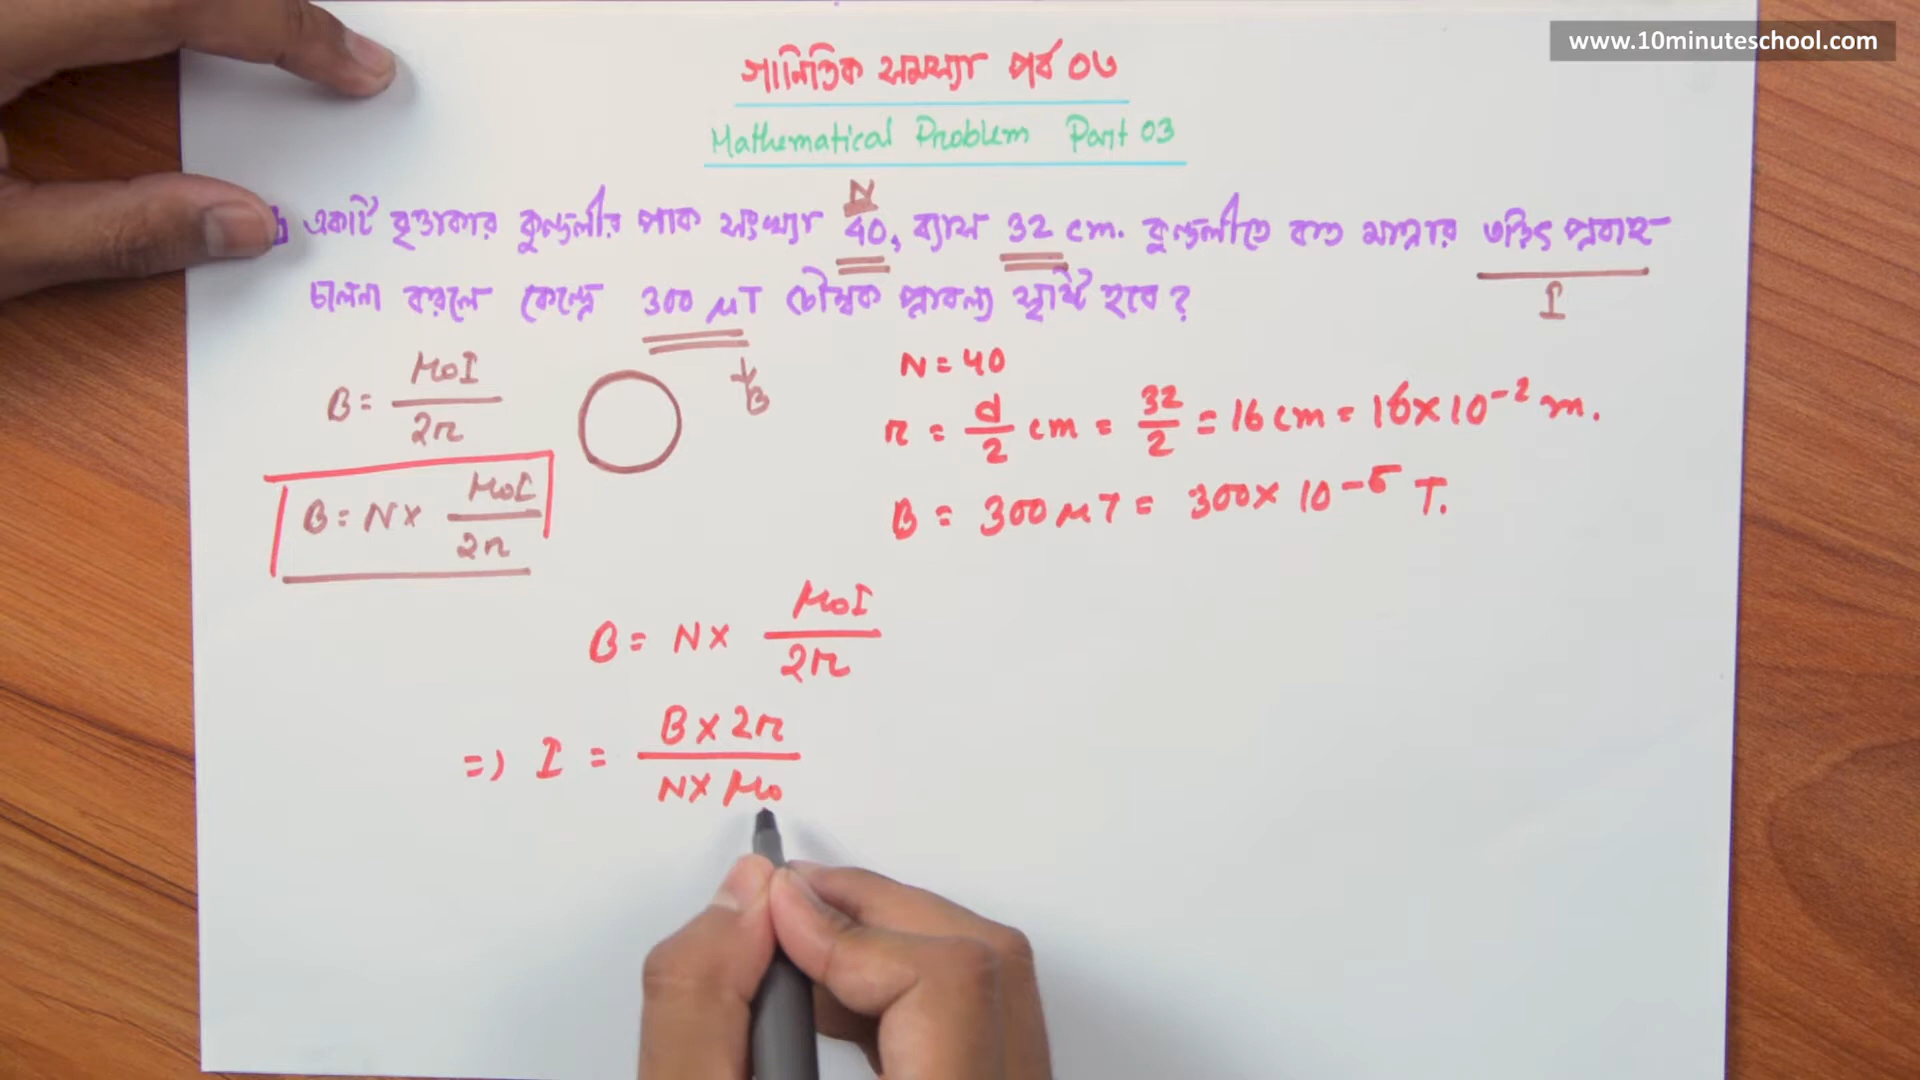 www.10minuteschool.com
গানিতিক সমস্যা পর্ব ০৩
Mathematical Problem Part 03
N
একটি বৃত্তাকার কুন্ডলীর পাক সংখ্যা 40, ব্যাস 32 cm. কুন্ডলীতে কত মাত্রার তড়িৎ প্রবাহ
চালনা করলে কেন্দ্রে 300 μT চৌম্বক প্রাবল্য সৃষ্টি হবে?
I
B
B = μ₀I / 2r
B = N× μ₀I / 2r
N = 40
r = d/2 cm = 32/2 = 16 cm = 16×10⁻² m.
B = 300 μT = 300× 10⁻⁶ T.
B = N× μ₀I / 2r
=> I = B×2r / N×μ₀